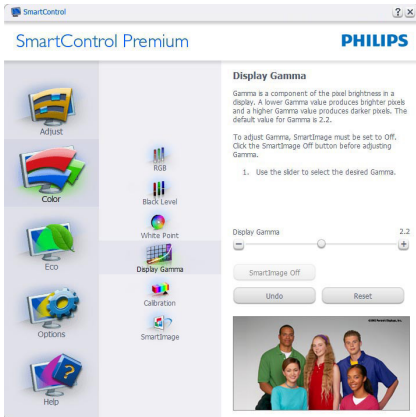 SmartControl
SmartControl Premium
PHILIPS
Adjust
Color
Eco
Options
Help
RGB
Black Level
White Point
Display Gamma
Calibration
SmartImage
Display Gamma
Gamma is a component of the pixel brightness in
a display. A lower Gamma value produces brighter pixels
and a higher Gamma value produces darker pixels. The
default value for Gamma is 2.2.
To adjust Gamma, SmartImage must be set to Off.
Click the SmartImage Off button before adjusting
Gamma.
1. Use the slider to select the desired Gamma.
Display Gamma 2.2
SmartImage Off
Undo Reset